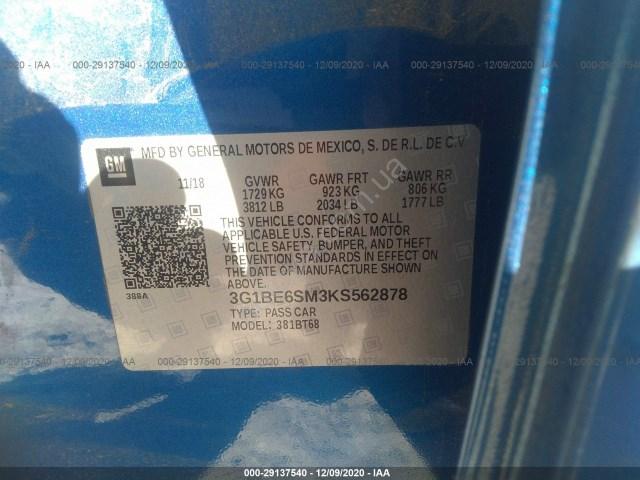 000-29137540 - 12/09/2020 - IAA
GM
MFD BY GENERAL MOTORS DE MEXICO, S. DE R.L. DE C.V
11/18
GVWR GAWR FRT GAWR RR
1729 KG 923 KG 806 KG
3812 LB 2034 LB 1777 LB
THIS VEHICLE CONFORMS TO ALL
APPLICABLE U.S. FEDERAL MOTOR
VEHICLE SAFETY, BUMPER, AND THEFT
PREVENTION STANDARDS IN EFFECT ON
DATE OF MANUFACTURE SHOWN ABOVE
388A
3G1BE6SM3KS562878
TYPE: PASS CAR
MODEL: 381BT68
000-29137540 - 12/09/2020 - IAA
000-29137540 - 12/09/2020 - IAA